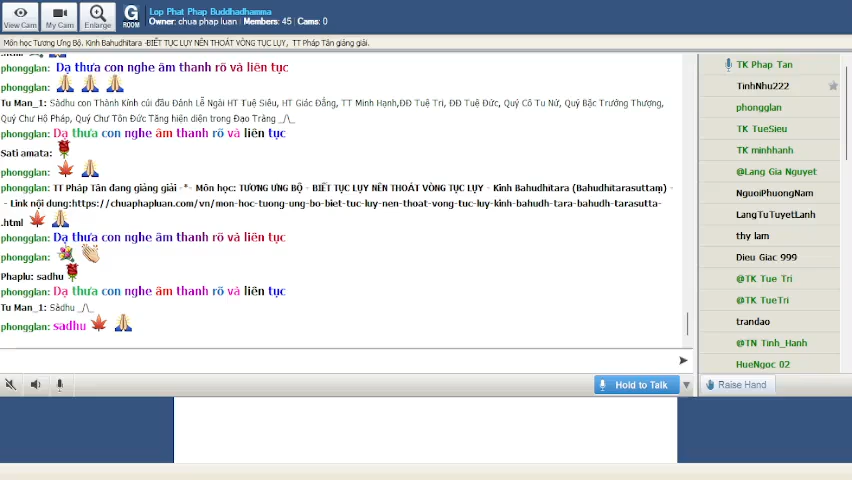 Lop Phat Phap Buddhadhamma
Owner: chua phap luan | Members: 45 | Cams: 0
View Cam
My Cam
Enlarge
G
ROOM
Môn học Tương Ưng Bộ. Kinh Bahudhitara -BIẾT TỤC LỤY NÊN THOÁT VÒNG TỤC LỤY, TT Pháp Tân giảng giải.
phongglan: Dạ thưa con nghe âm thanh rõ và liên tục
phongglan:
Tu Man_1: Sàdhu con Thành Kính cúi đầu Đảnh Lễ Ngài HT Tuệ Siêu, HT Giác Đẳng, TT Minh Hạnh,ĐĐ Tuệ Tri, ĐĐ Tuệ Đức, Quý Cô Tu Nữ, Quý Bậc Trưởng Thượng,
Quý Chư Hộ Pháp, Quý Chư Tôn Đức Tăng hiện diện trong Đạo Tràng _/\_
phongglan: Dạ thưa con nghe âm thanh rõ và liên tục
Sati amata:
phongglan:
phongglan: TT Pháp Tân đang giảng giải -*- Môn học: TƯƠNG ƯNG BỘ - BIẾT TỤC LỤY NÊN THOÁT VÒNG TỤC LỤY - Kinh Bahudhitara (Bahudhitarasuttaṃ) -
- Link nội dung:https://chuaphapluan.com/vn/mon-hoc-tuong-ung-bo-biet-tuc-luy-nen-thoat-vong-tuc-luy-kinh-bahudh-tara-bahudh-tarasutta-
.html
phongglan: Dạ thưa con nghe âm thanh rõ và liên tục
phongglan:
Phaplu: sadhu
phongglan: Dạ thưa con nghe âm thanh rõ và liên tục
Tu Man_1: Sàdhu _/\_
phongglan: sadhu
Hold to Talk
TK Phap Tan
TinhNhu222
phongglan
TK TueSieu
TK minhhanh
@Lang Gia Nguyet
NguoiPhuongNam
LangTuTuyetLanh
thy lam
Dieu Giac 999
@TK Tue Tri
@TK TueTri
trandao
@TN Tinh_Hanh
HueNgoc 02
Raise Hand